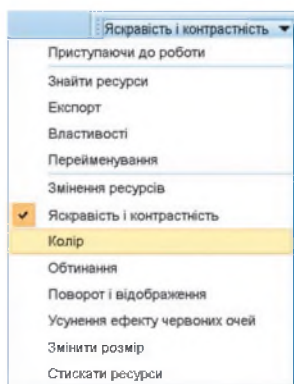 Яскравість і контрастність
Приступаючи до роботи
Знайти ресурси
Експорт
Властивості
Перейменування
Змінення ресурсів
Яскравість і контрастність
Колір
Обтинання
Поворот і відображення
Усунення ефекту червоних очей
Змінити розмір
Стискати ресурси